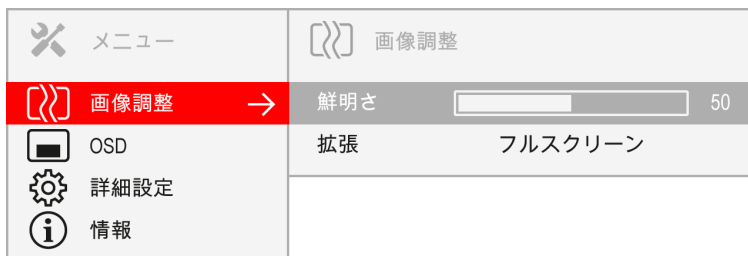 メニュー
画像調整
OSD
詳細設定
情報
画像調整
鮮明さ 50
拡張 フルスクリーン